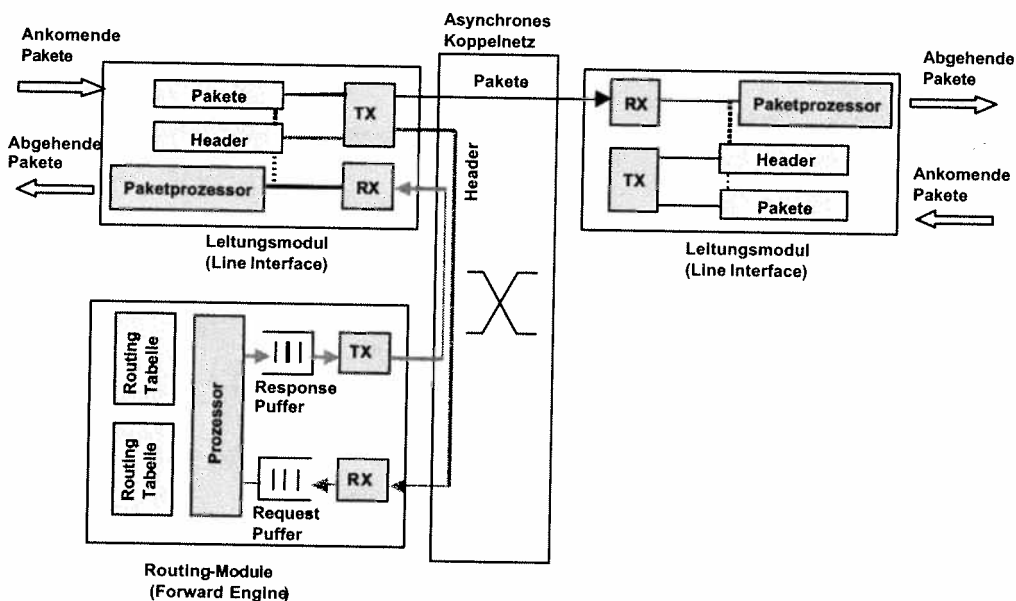 Asynchrones
Koppelnetz
Ankomende
Pakete
Abgehende
Pakete
Pakete
TX
Header
Paketprozessor
RX
Leltungsmodul
(Line Interface)
Pakete
Header
RX
Paketprozessor
TX
Header
Pakete
Abgehende
Pakete
Ankomende
Pakete
Leitungsmodul
(Line Interface)
Routing
Tabelle
Routing
Tabelle
Prozessor
TX
Response
Puffer
RX
Request
Puffer
Routing-Module
(Forward Engine)